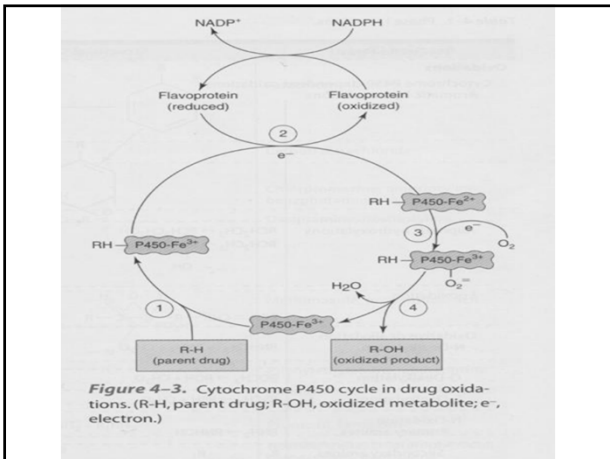 NADP⁺ NADPH
Flavoprotein Flavoprotein
(reduced) (oxidized)
2
e⁻
RH P450-Fe²⁺
3 e⁻
O₂
RH P450-Fe³⁺
RH P450-Fe³⁺
O₂⁻
H₂O
1 4
P450-Fe³⁺
R-H R-OH
(parent drug) (oxidized product)
Figure 4–3. Cytochrome P450 cycle in drug oxida-
tions. (R-H, parent drug; R-OH, oxidized metabolite; e⁻,
electron.)